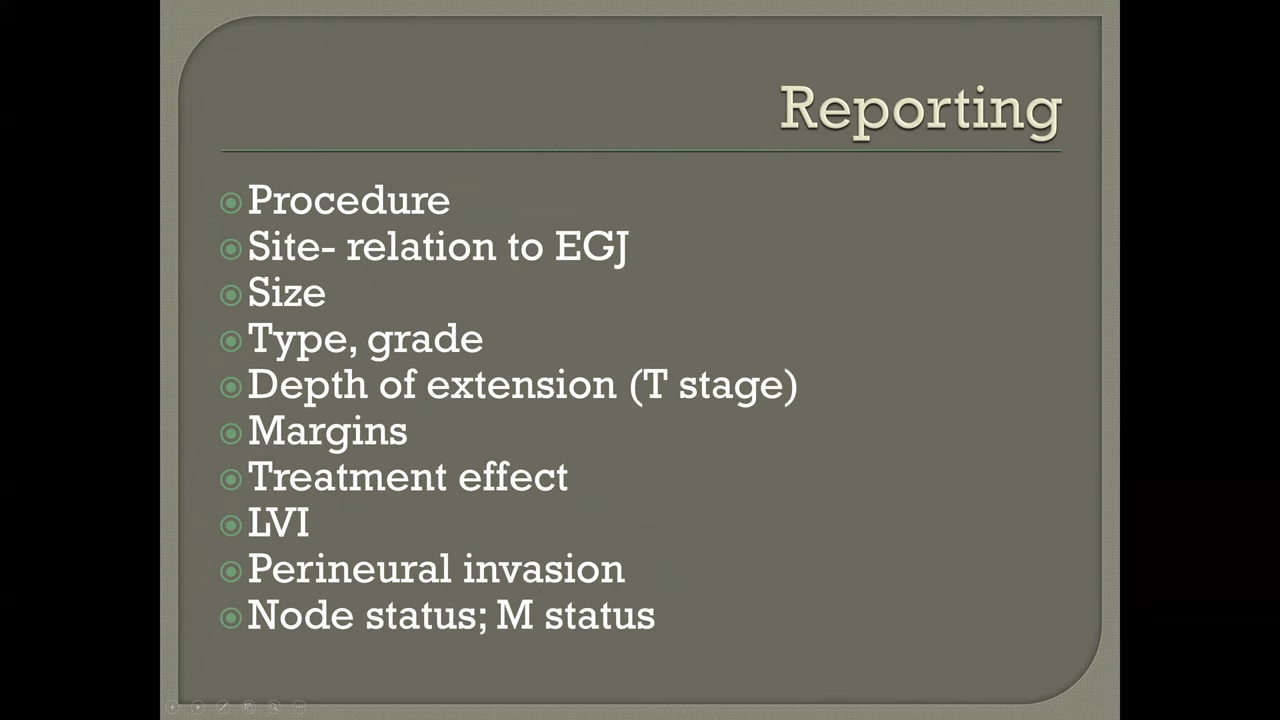 Reporting
Procedure
Site- relation to EGJ
Size
Type, grade
Depth of extension (T stage)
Margins
Treatment effect
LVI
Perineural invasion
Node status; M status